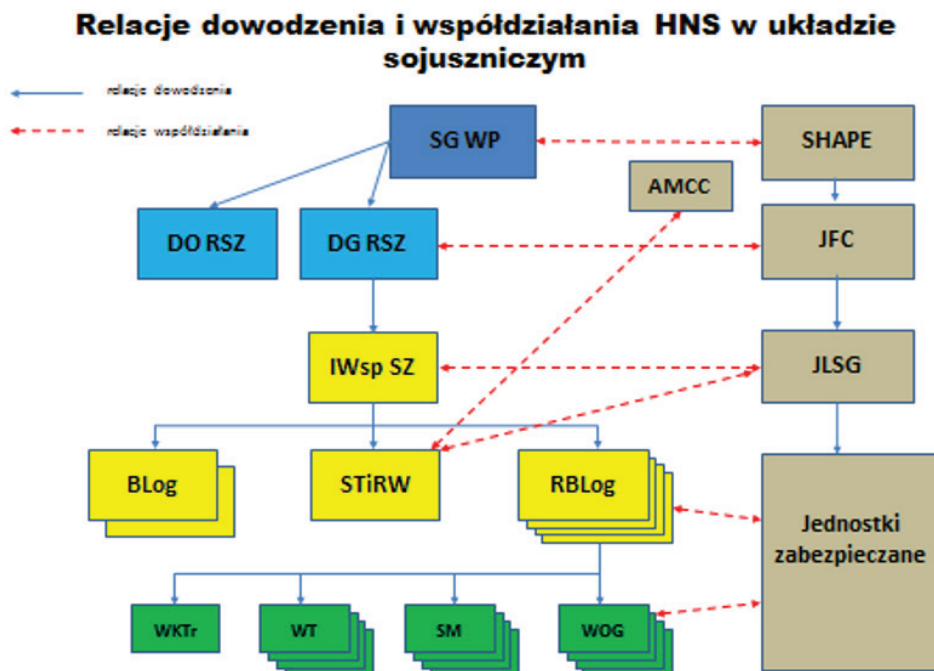 Relacje dowodzenia i współdziałania HNS w układzie
sojuszniczym
relacje dowodzenia
relacje współdziałania
SG WP
SHAPE
AMCC
DO RSZ
DG RSZ
JFC
IWsp SZ
JLSG
BLog
STiRW
RBLog
Jednostki
zabezpieczane
WKTr
WT
SM
WOG